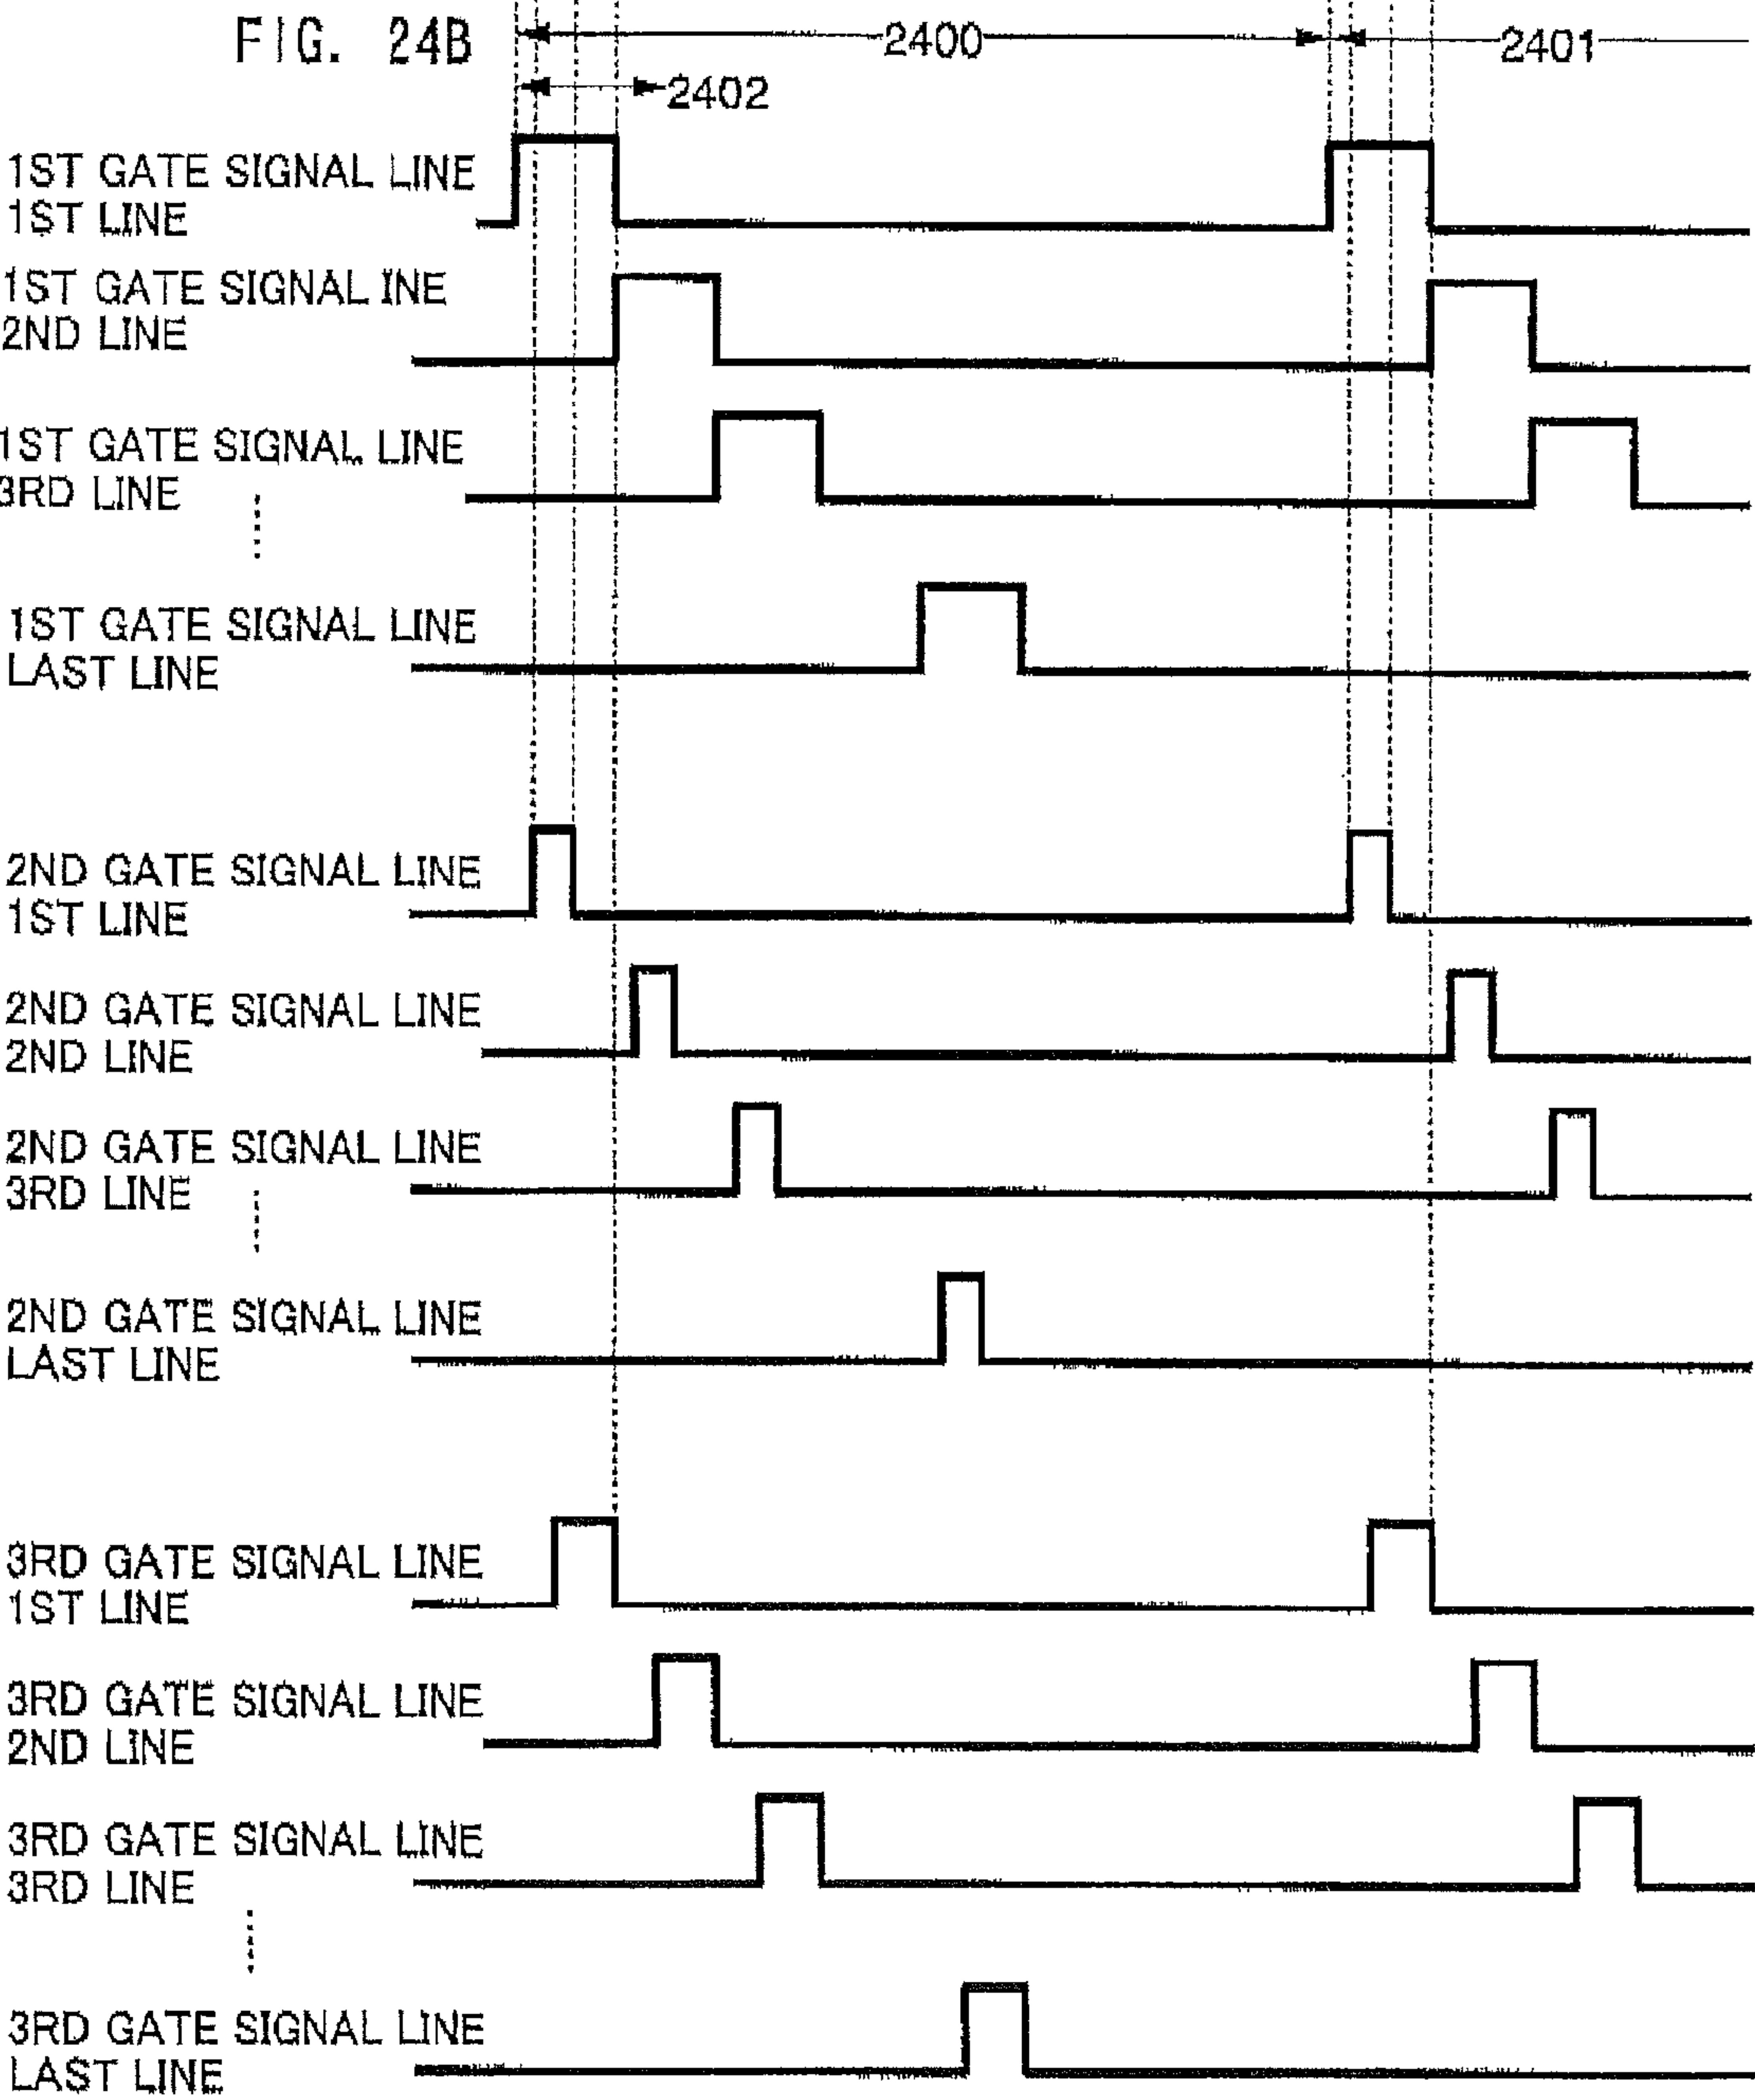 FIG. 24B
2400
2401
2402
1ST GATE SIGNAL LINE
1ST LINE
1ST GATE SIGNAL INE
2ND LINE
1ST GATE SIGNAL LINE
3RD LINE
1ST GATE SIGNAL LINE
LAST LINE
2ND GATE SIGNAL LINE
1ST LINE
2ND GATE SIGNAL LINE
2ND LINE
2ND GATE SIGNAL LINE
3RD LINE
2ND GATE SIGNAL LINE
LAST LINE
3RD GATE SIGNAL LINE
1ST LINE
3RD GATE SIGNAL LINE
2ND LINE
3RD GATE SIGNAL LINE
3RD LINE
3RD GATE SIGNAL LINE
LAST LINE